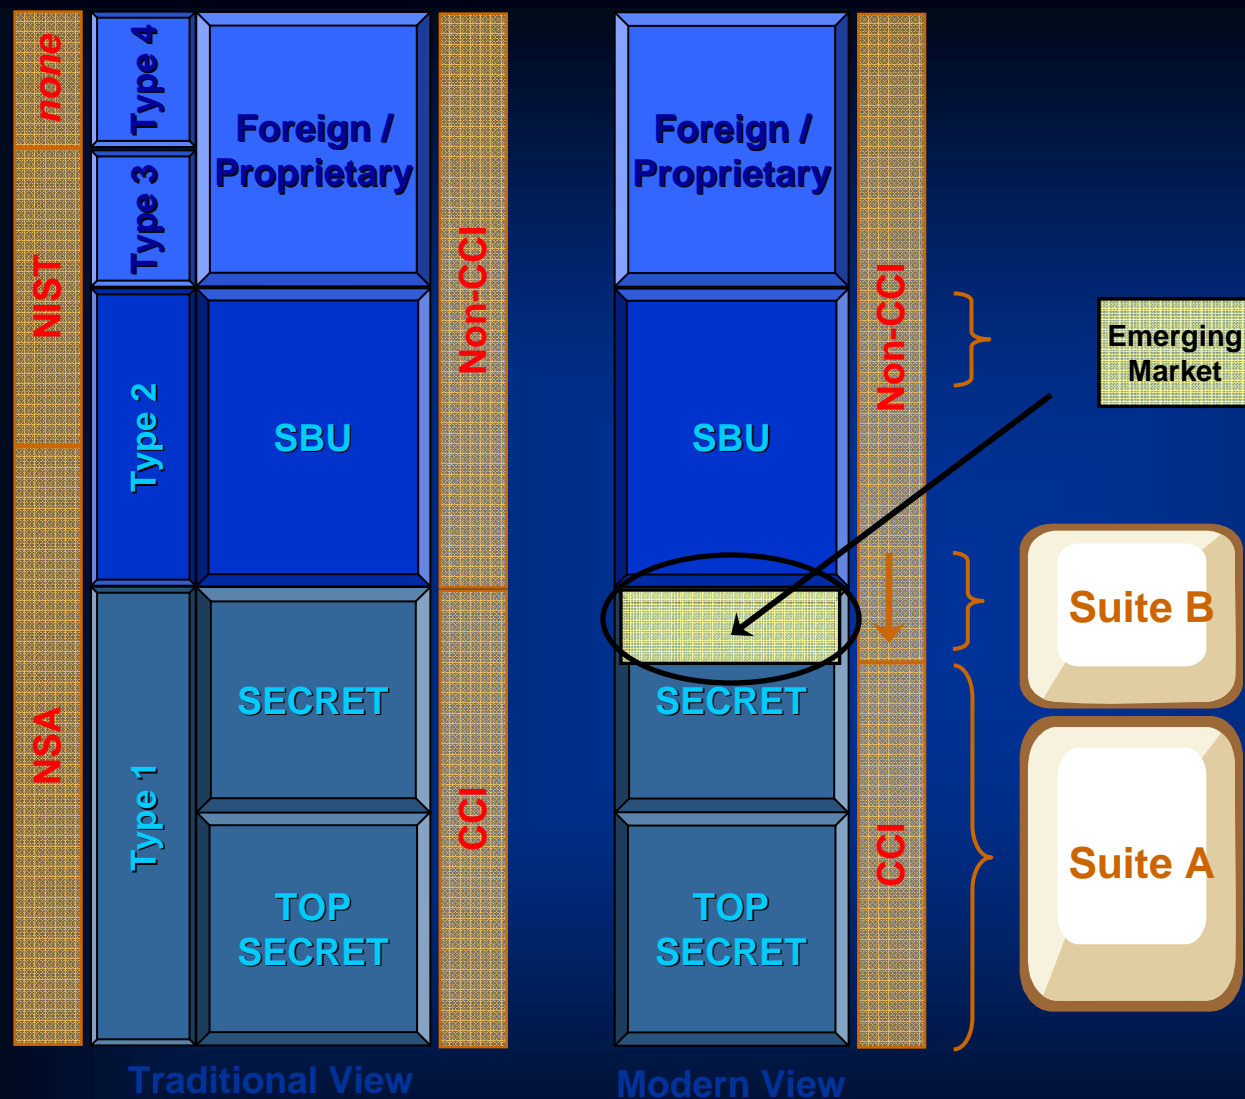 none
Type 4
Foreign /
Proprietary
Type 3
NIST
Non-CCI
Type 2
SBU
NSA
Type 1
SECRET
CCI
TOP
SECRET
Traditional View
Foreign /
Proprietary
Non-CCI
SBU
SECRET
CCI
TOP
SECRET
Modern View
Emerging
Market
Suite B
Suite A